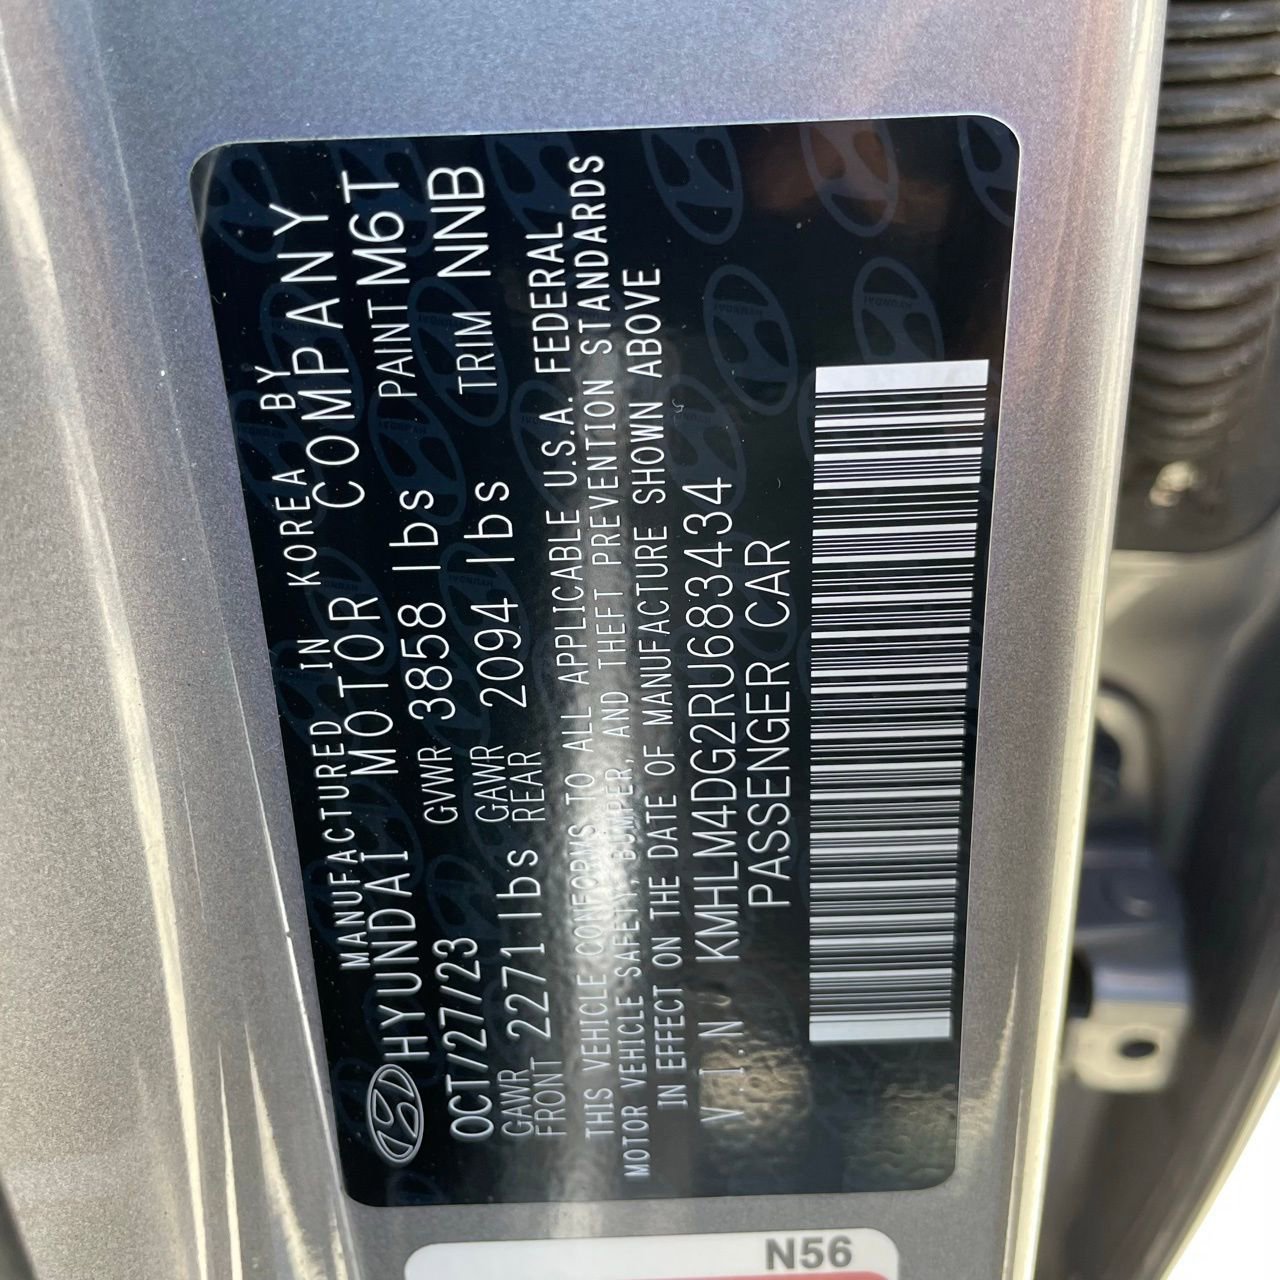 MANUFACTURED IN KOREA BY
HYUNDAI MOTOR COMPANY
OCT/27/23 GVWR 3858 lbs PAINT M6T
GAWR FRONT 2271 lbs GAWR REAR 2094 lbs TRIM NNB
THIS VEHICLE CONFORMS TO ALL APPLICABLE U.S.A. FEDERAL
MOTOR VEHICLE SAFETY, BUMPER, AND THEFT PREVENTION STANDARDS
IN EFFECT ON THE DATE OF MANUFACTURE SHOWN ABOVE
V.I.N KMHLM4DG2RU683434
PASSENGER CAR
N56